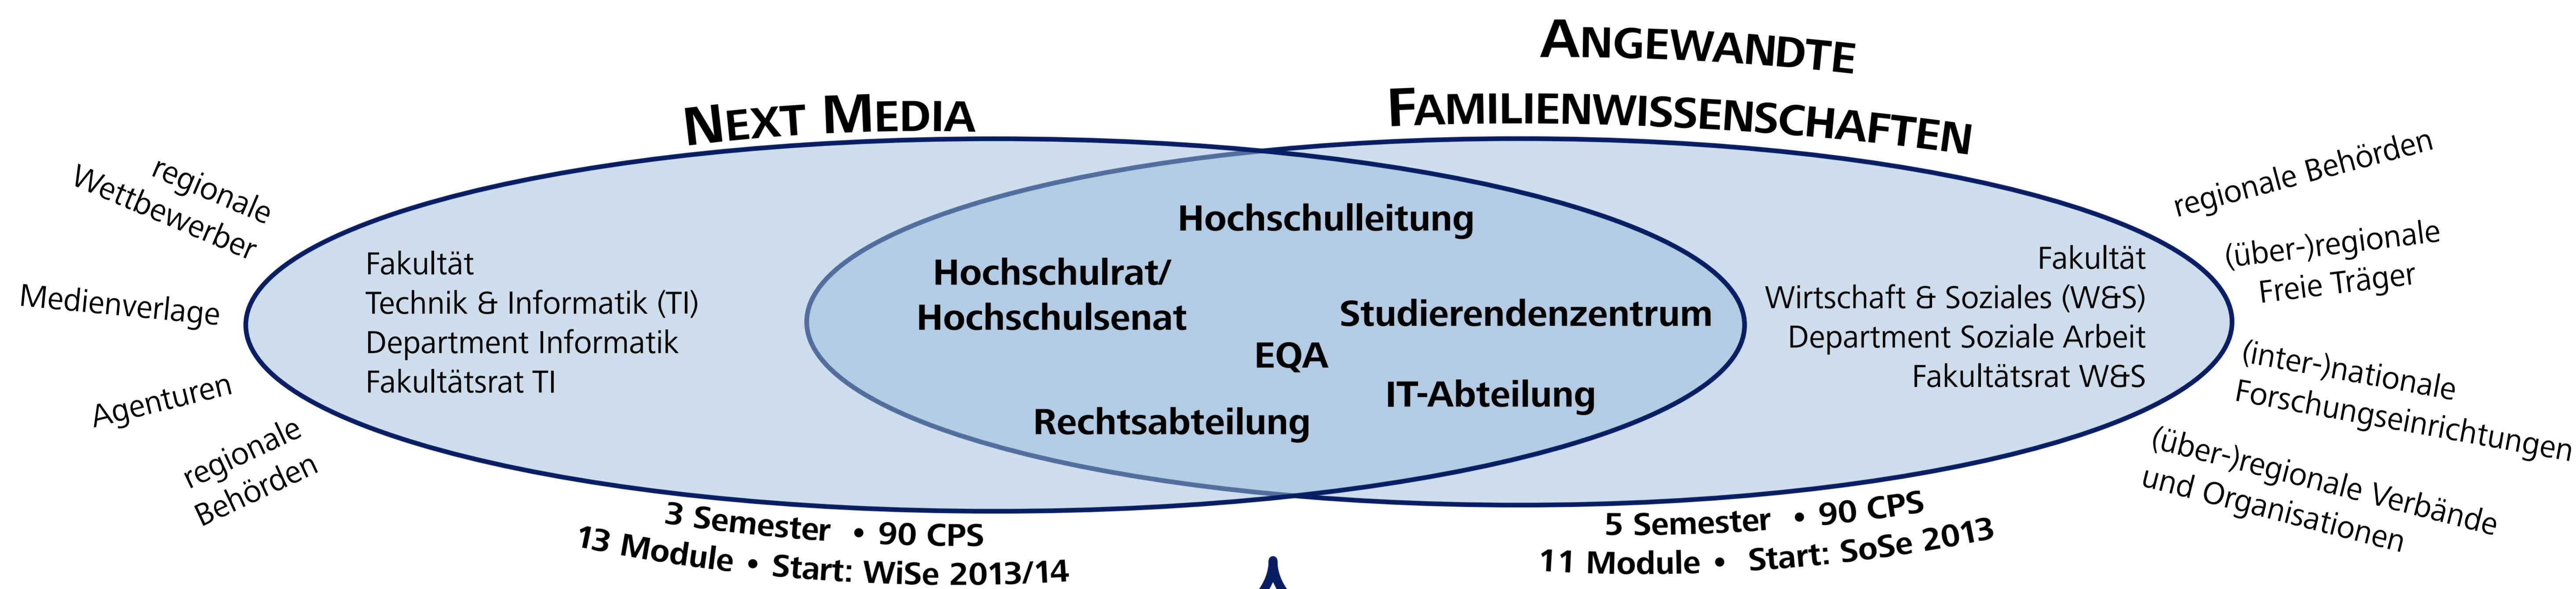 ANGEWANDTE
FAMILIENWISSENSCHAFTEN
NEXT MEDIA
regionale
Wettbewerber
Medienverlage
Agenturen
regionale
Behörden
Fakultät
Technik & Informatik (TI)
Department Informatik
Fakultätsrat TI
Hochschulleitung
Hochschulrat/
Hochschulsenat
Studierendenzentrum
EQA
IT-Abteilung
Rechtsabteilung
Fakultät
Wirtschaft & Soziales (W&S)
Department Soziale Arbeit
Fakultätsrat W&S
regionale Behörden
(über-)regionale
Freie Träger
(inter-)nationale
Forschungseinrichtungen
(über-)regionale Verbände
und Organisationen
3 Semester • 90 CPS
13 Module • Start: WiSe 2013/14
5 Semester • 90 CPS
11 Module • Start: SoSe 2013